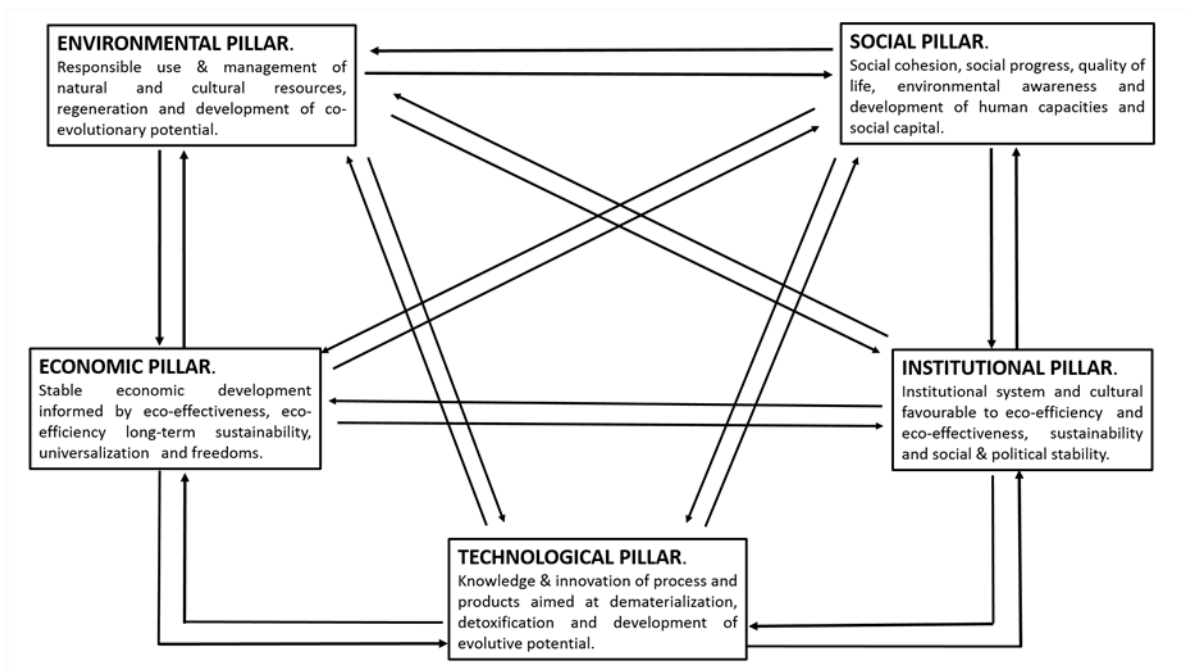 ENVIRONMENTAL PILLAR.
Responsible use & management of
natural and cultural resources,
regeneration and development of co-
evolutionary potential.
SOCIAL PILLAR.
Social cohesion, social progress, quality of
life, environmental awareness and
development of human capacities and
social capital.
ECONOMIC PILLAR.
Stable economic development
informed by eco-effectiveness, eco-
efficiency long-term sustainability,
universalization and freedoms.
INSTITUTIONAL PILLAR.
Institutional system and cultural
favourable to eco-efficiency and
eco-effectiveness, sustainability
and social & political stability.
TECHNOLOGICAL PILLAR.
Knowledge & innovation of process and
products aimed at dematerialization,
detoxification and development of
evolutive potential.